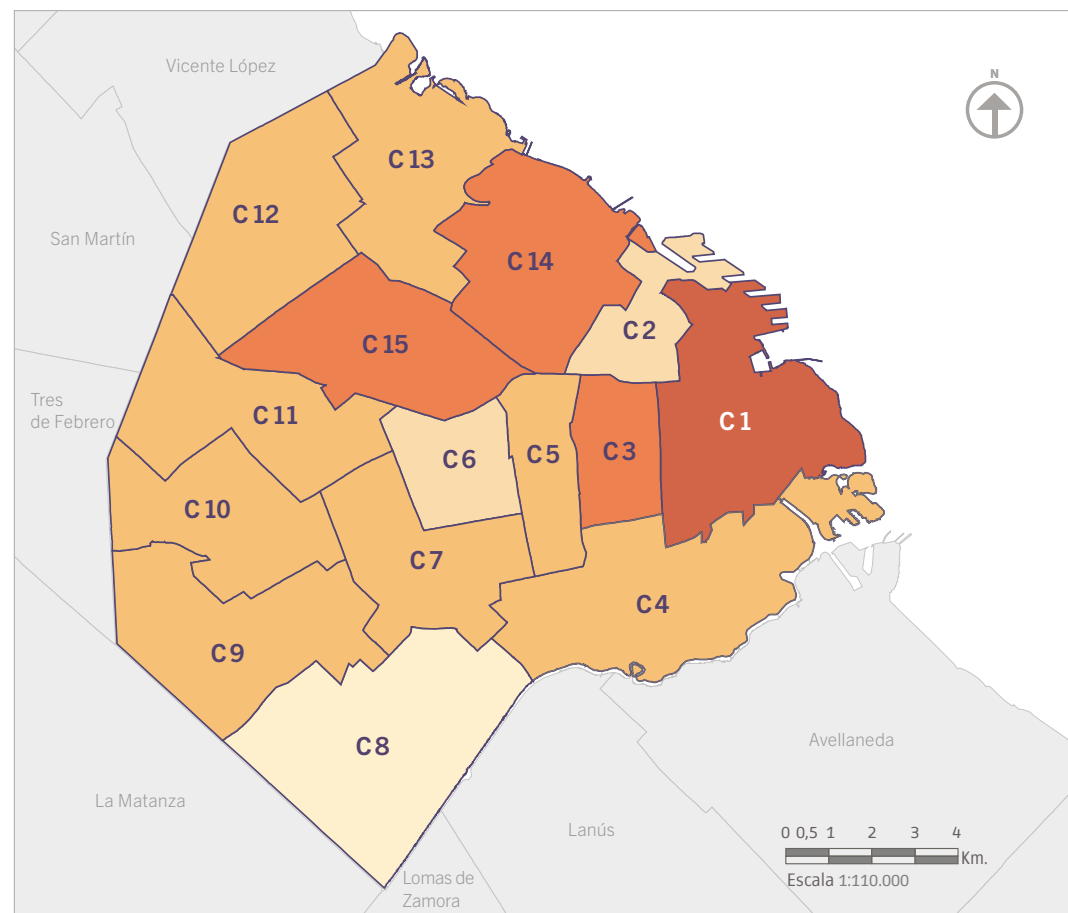 Vicente López
N
C 13
C 12
San Martín
C 14
C 2
C 15
Tres
de Febrero
C 11
C 1
C 6
C 5
C 3
C 10
C 7
C 4
C 9
C 8
Avellaneda
La Matanza
Lanús
0 0,5 1 2 3 4
Km.
Escala 1:110.000
Lomas de
Zamora